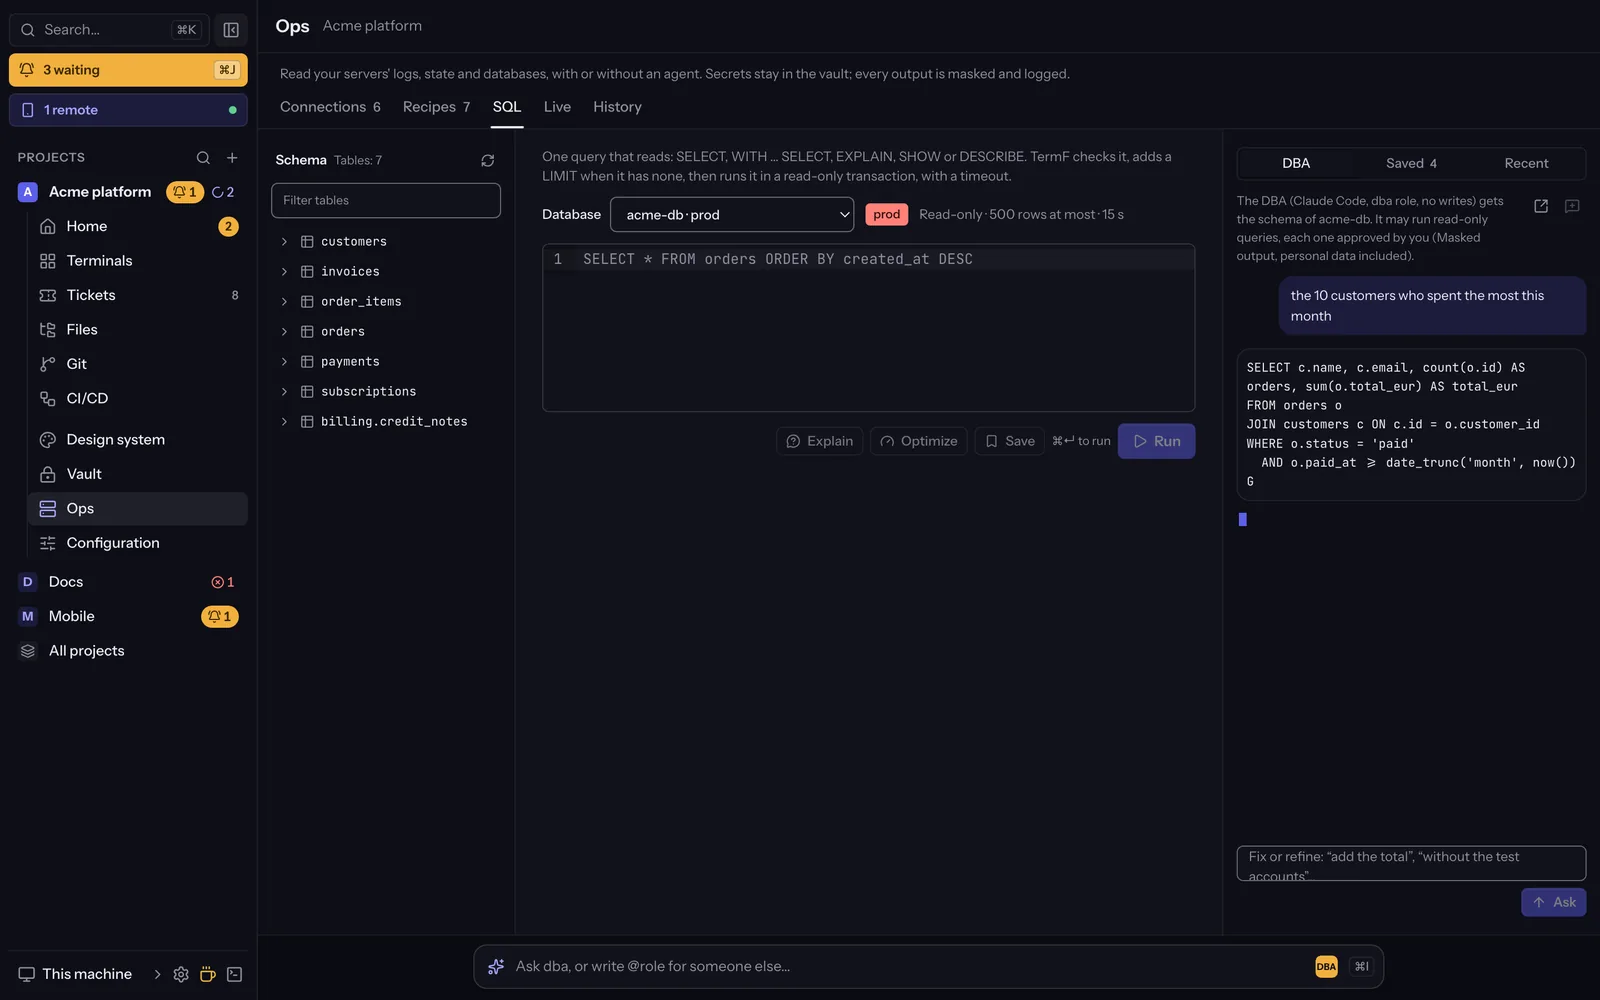 Search...
⌘K
3 waiting
⌘J
1 remote
PROJECTS
A
Acme platform
1
2
Home
2
Terminals
Tickets
8
Files
Git
CI/CD
Design system
Vault
Ops
Configuration
D
Docs
1
M
Mobile
1
All projects
This machine
Ops
Acme platform
Read your servers' logs, state and databases, with or without an agent. Secrets stay in the vault; every output is masked and logged.
Connections 6
Recipes 7
SQL
Live
History
Schema
Tables: 7
Filter tables
customers
invoices
order_items
orders
payments
subscriptions
billing.credit_notes
One query that reads: SELECT, WITH ... SELECT, EXPLAIN, SHOW or DESCRIBE. TermF checks it, adds a
LIMIT when it has none, then runs it in a read-only transaction, with a timeout.
Database
acme-db · prod
prod
Read-only · 500 rows at most · 15 s
1
SELECT * FROM orders ORDER BY created_at DESC
Explain
Optimize
Save
⌘↵ to run
Run
DBA
Saved 4
Recent
The DBA (Claude Code, dba role, no writes) gets
the schema of acme-db. It may run read-only
queries, each one approved by you (Masked
output, personal data included).
the 10 customers who spent the most this
month
SELECT c.name, c.email, count(o.id) AS
orders, sum(o.total_eur) AS total_eur
FROM orders o
JOIN customers c ON c.id = o.customer_id
WHERE o.status = 'paid'
AND o.paid_at >= date_trunc('month', now())
G
Fix or refine: “add the total”, “without the test
accounts”...
Ask
Ask dba, or write @role for someone else...
DBA
⌘I